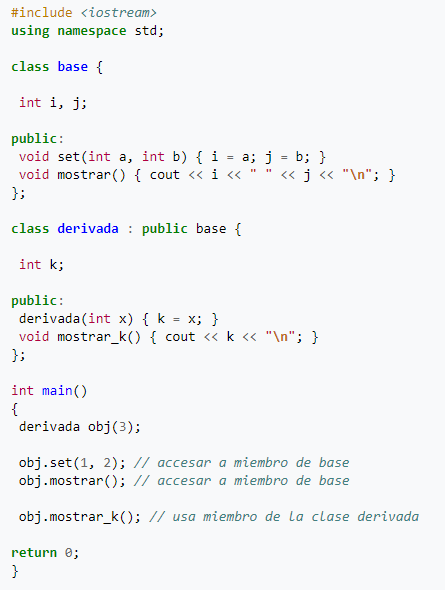 #include <iostream>
using namespace std;
class base {
int i, j;
public:
void set(int a, int b) { i = a; j = b; }
void mostrar() { cout << i << " " << j << "\n"; }
};
class derivada : public base {
int k;
public:
derivada(int x) { k = x; }
void mostrar_k() { cout << k << "\n"; }
};
int main()
{
derivada obj(3);
obj.set(1, 2); // accesar a miembro de base
obj.mostrar(); // accesar a miembro de base
obj.mostrar_k(); // usa miembro de la clase derivada
return 0;
}